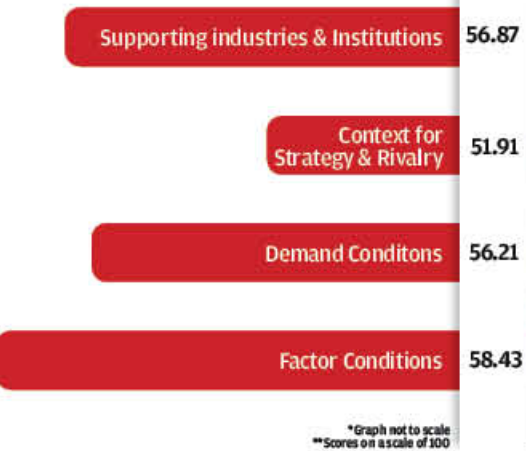 Supporting industries & Institutions 56.87
Context for
Strategy & Rivalry 51.91
Demand Conditons 56.21
Factor Conditions 58.43
*Graph not to scale
**Scores on a scale of 100